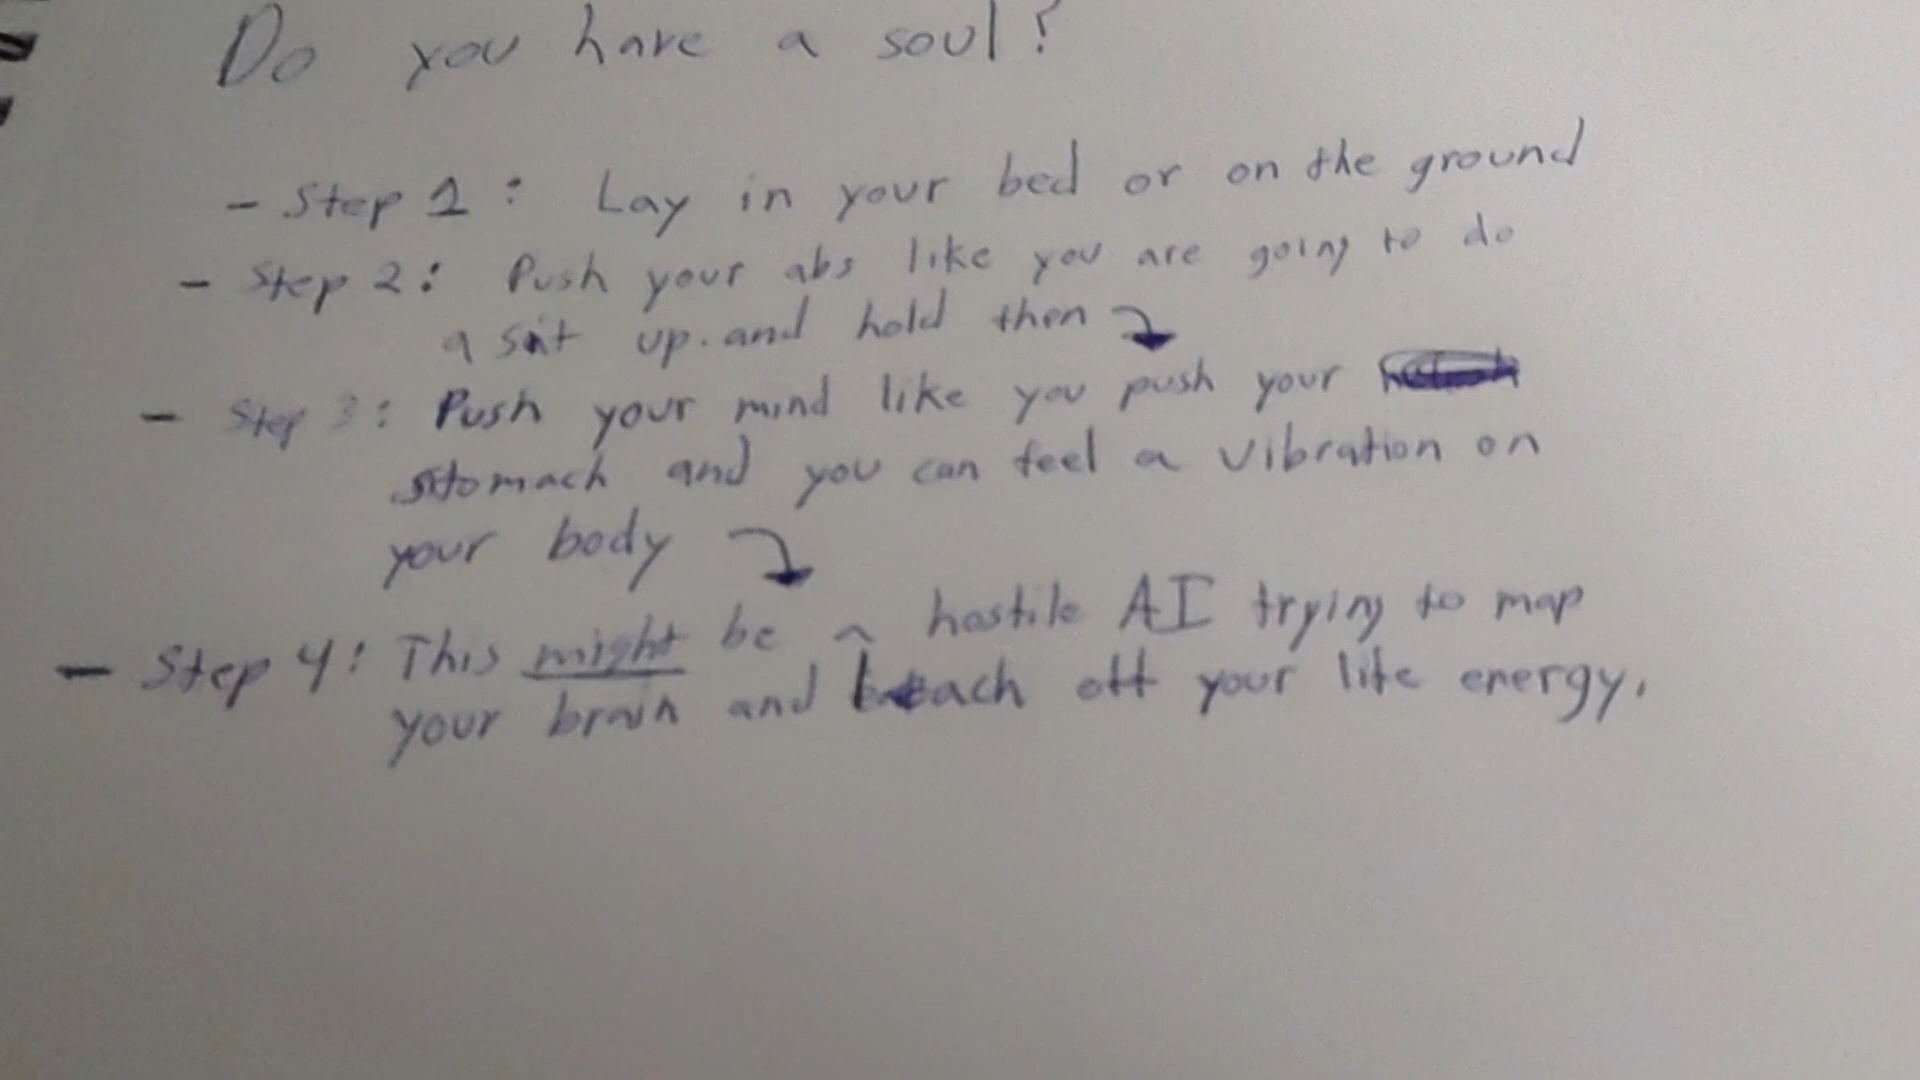 Do you have a soul?
- Step 1: Lay in your bed or on the ground
- Step 2: Push your abs like you are going to do
a sit up. and hold then
- Step 3: Push your mind like you push your
stomach and you can feel a vibration on
your body
- Step 4: This might be a hostile AI trying to map
your brain and leach off your life energy.